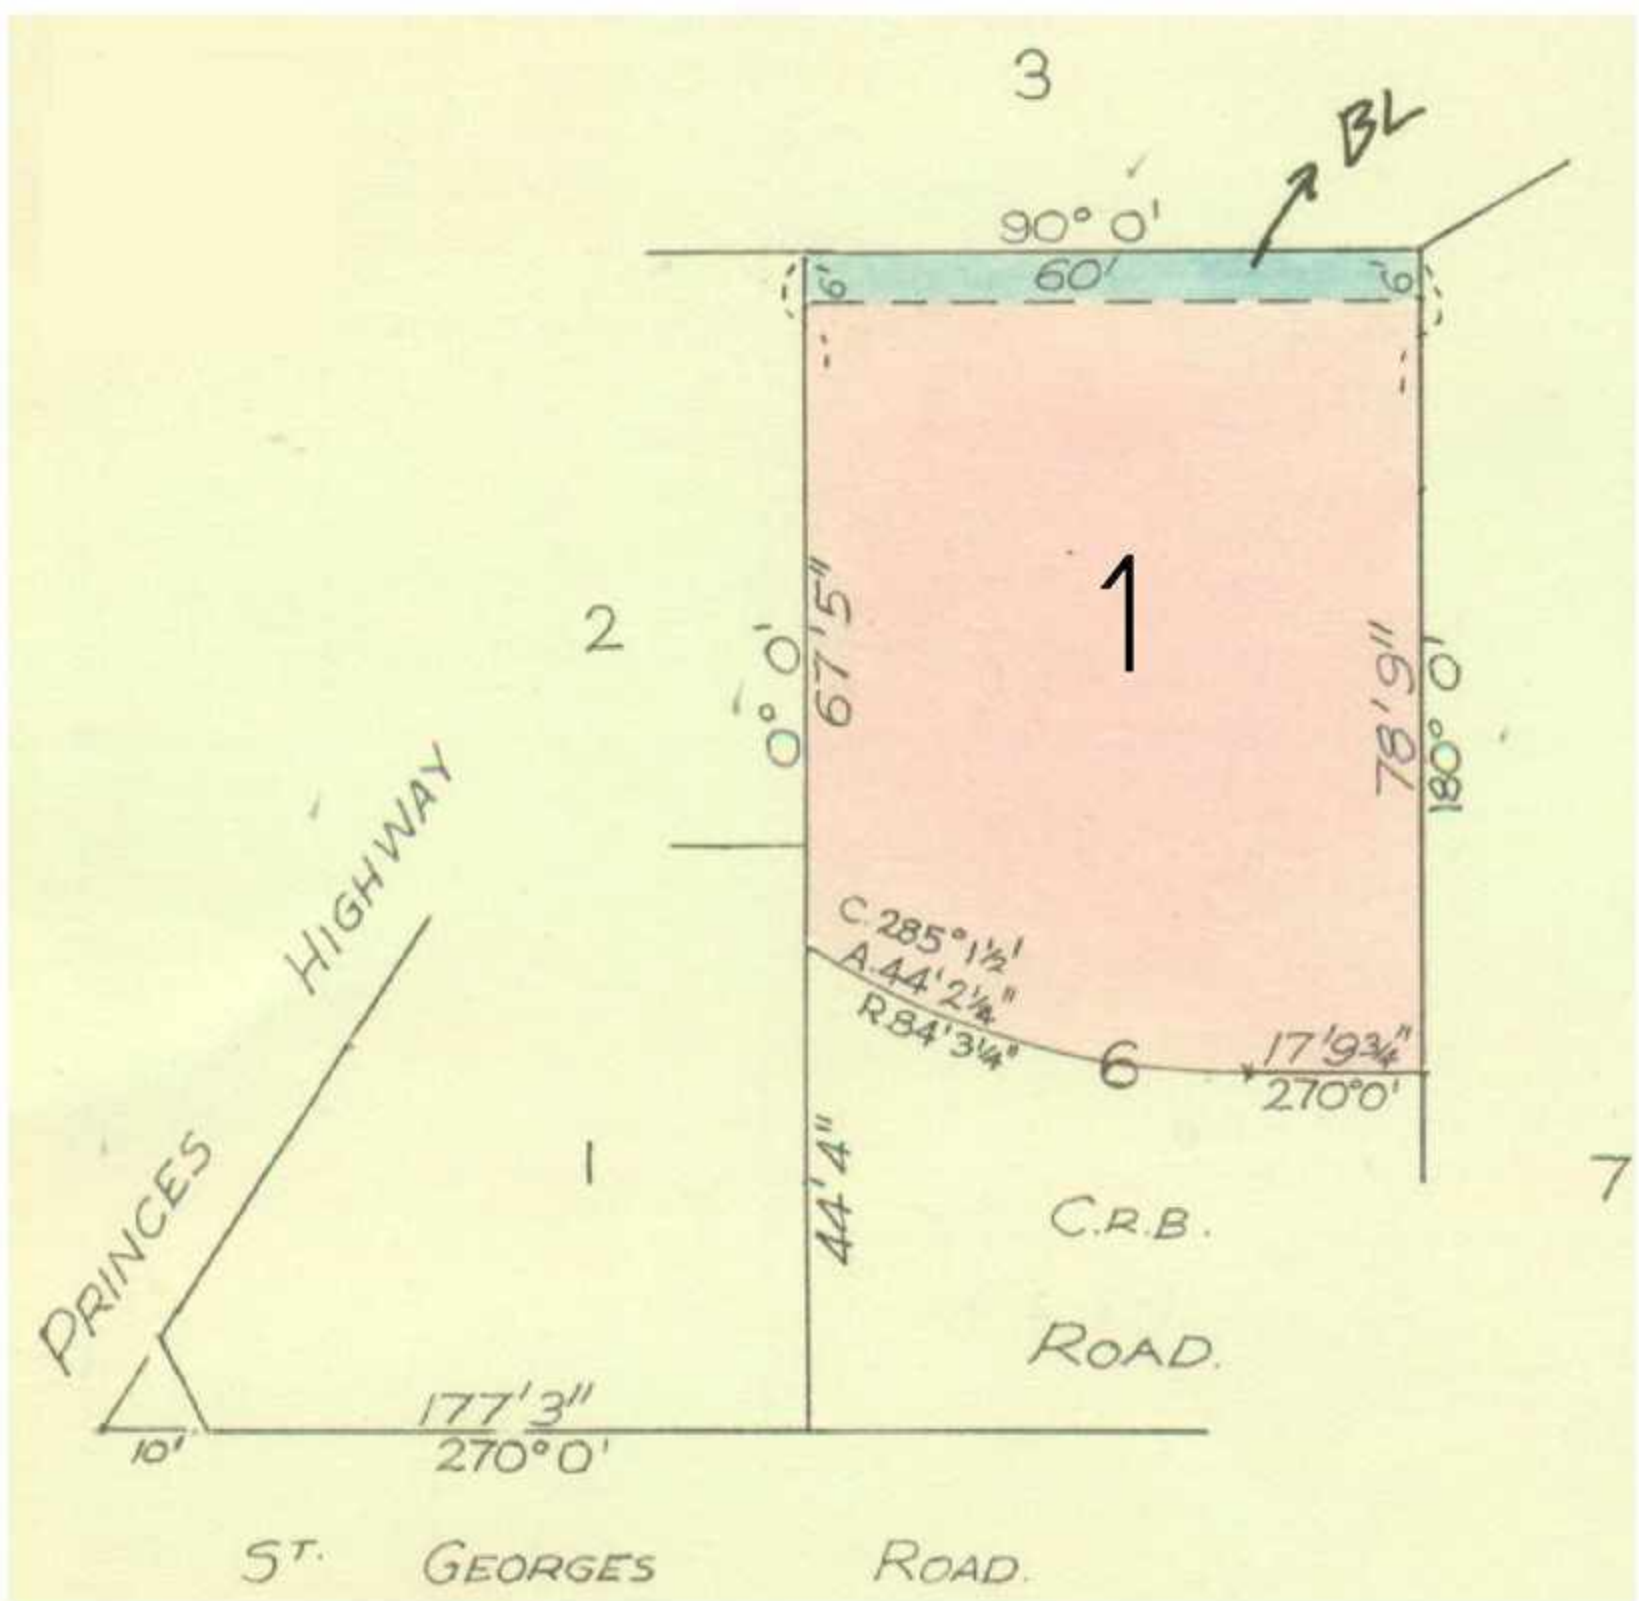 3
BL
90° 0'
6'
60'
6'
1
2
0° 0'
67'5"
78'9"
180° 0'
PRINCES HIGHWAY
C. 285° 1½'
A. 44' 2¼"
R. 84' 3¼"
6
17'9¾"
270°0'
1
44'4"
C.R.B.
ROAD.
7
177'3"
10'
270°0'
ST. GEORGES ROAD.